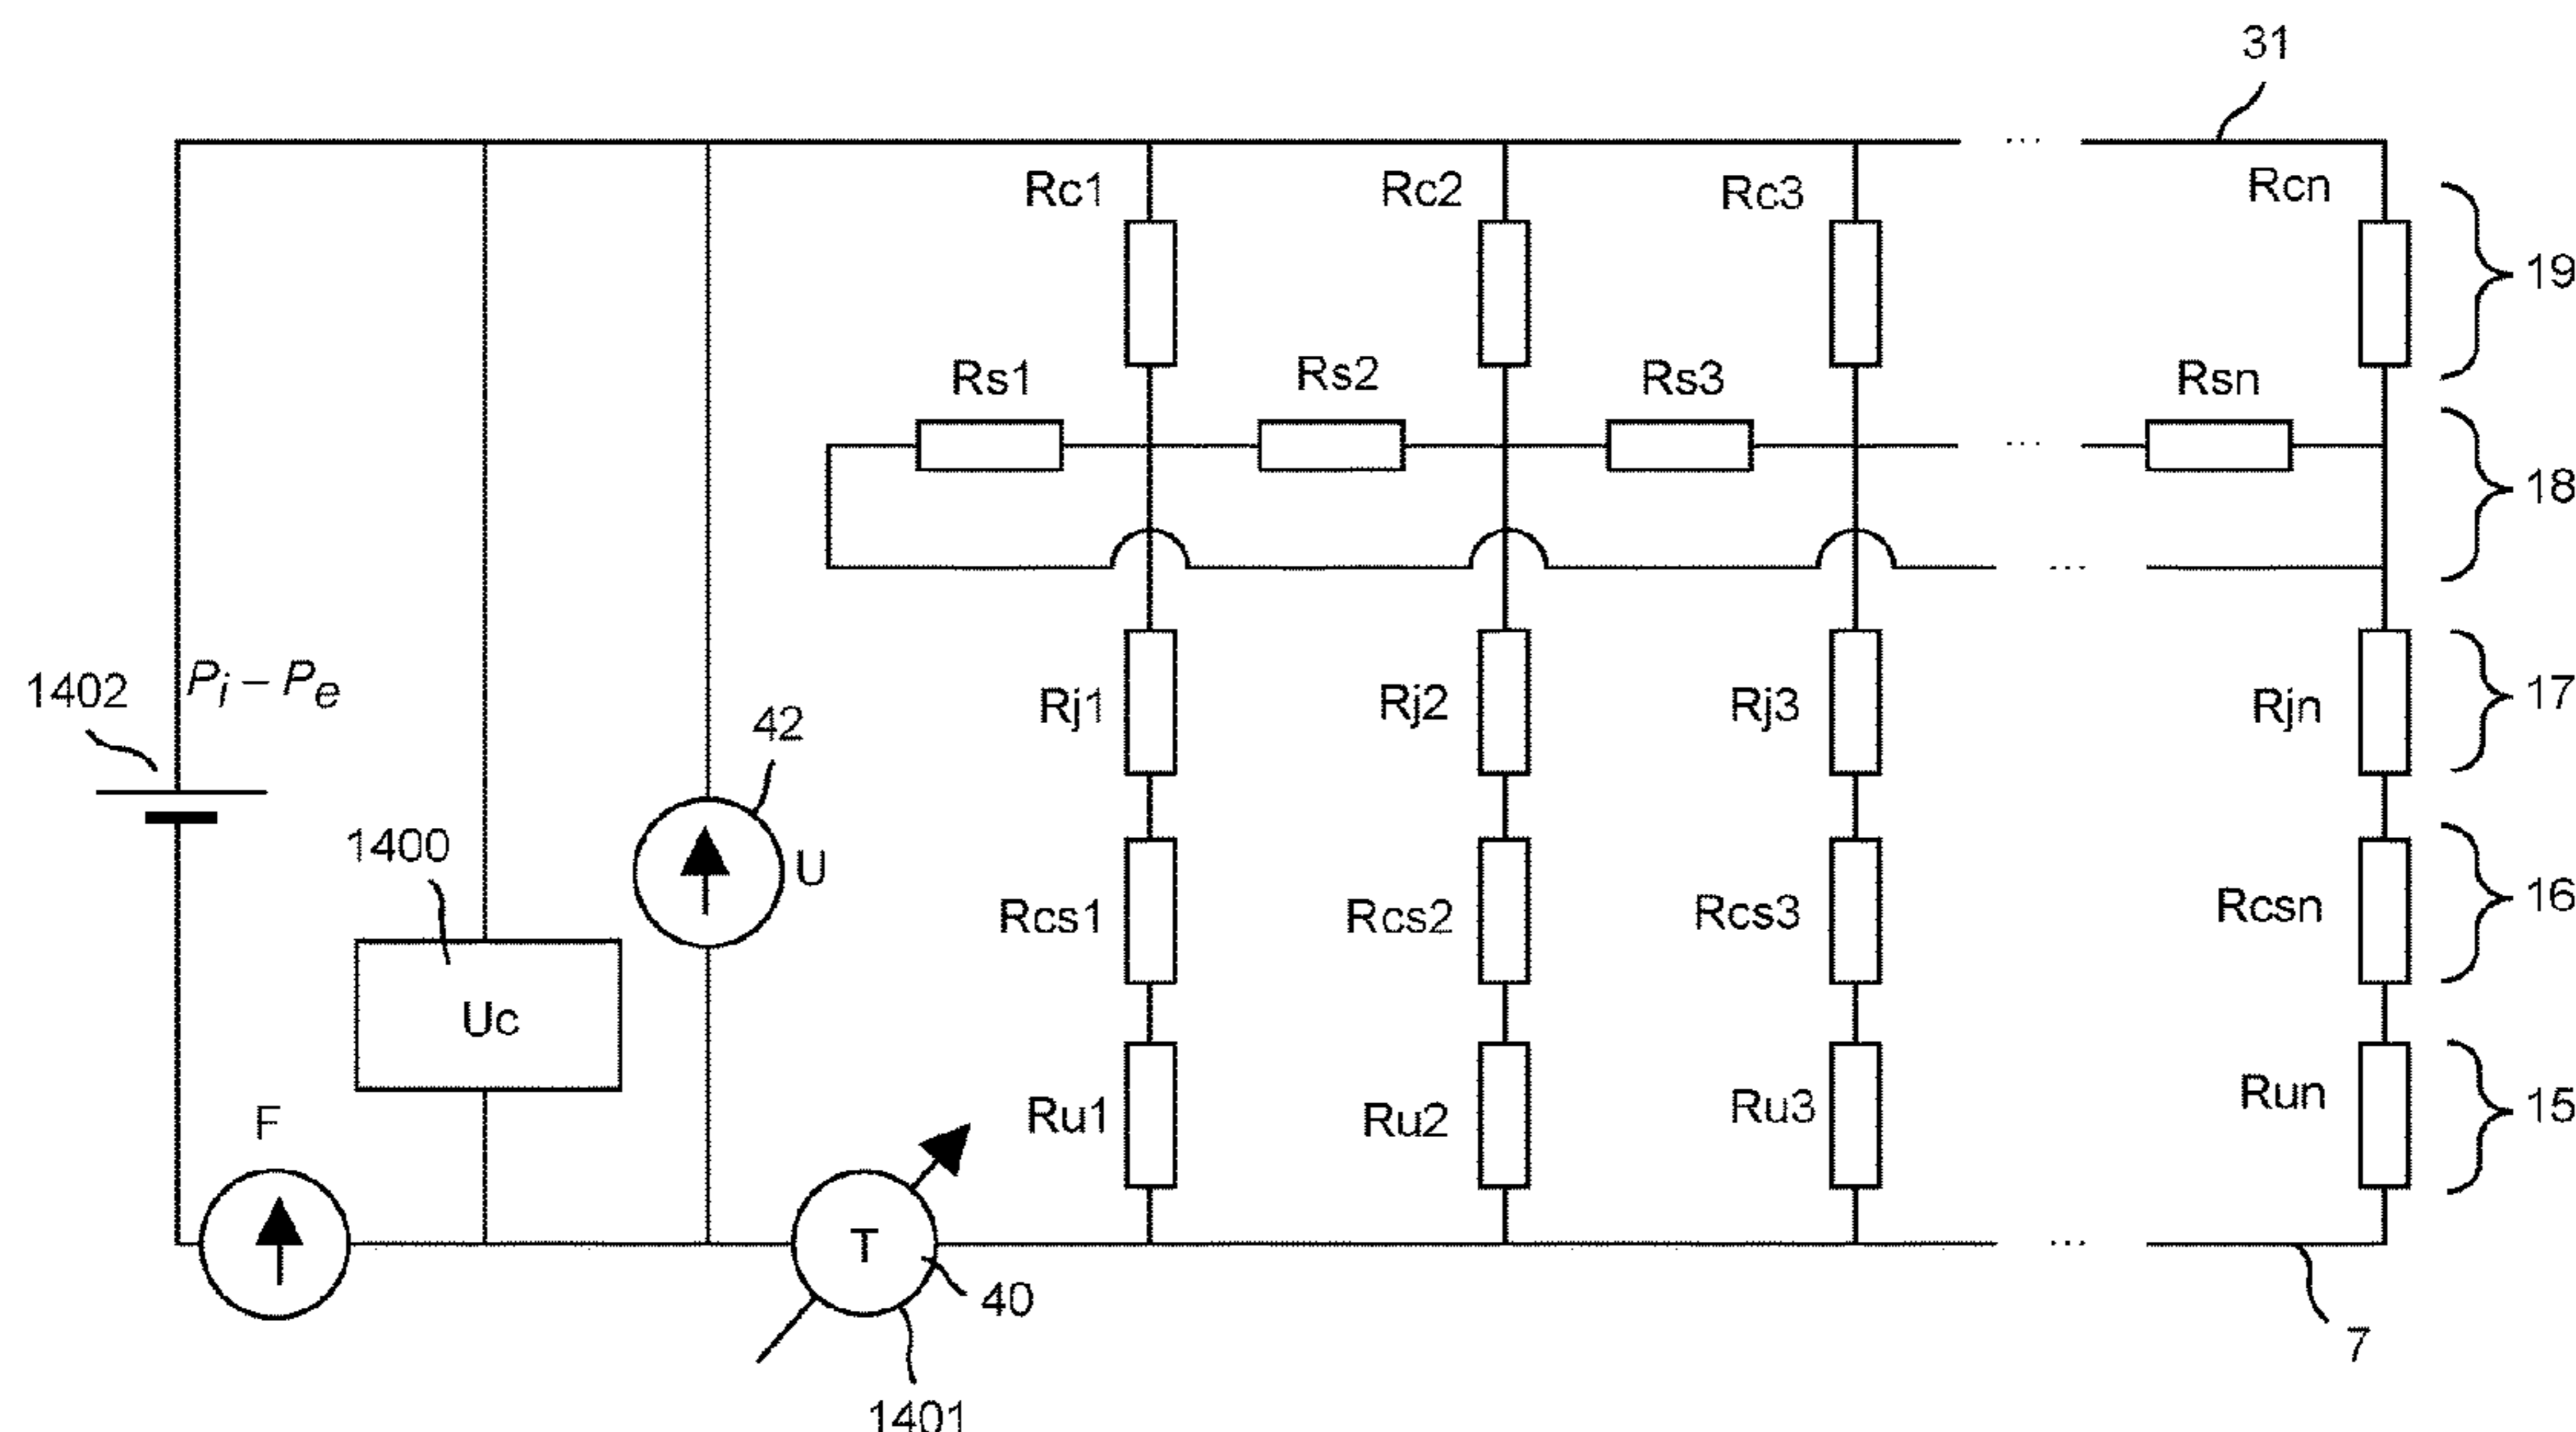 31
Rc1 Rc2 Rc3 ... Rcn
19
Rs1 Rs2 Rs3 ... Rsn
18
...
1402 Pi – Pe
42
Rj1 Rj2 Rj3 Rjn 17
1400
U
Rcs1 Rcs2 Rcs3 Rcsn 16
Uc
F
Ru1 Ru2 Ru3 Run 15
T
...
40
7
1401